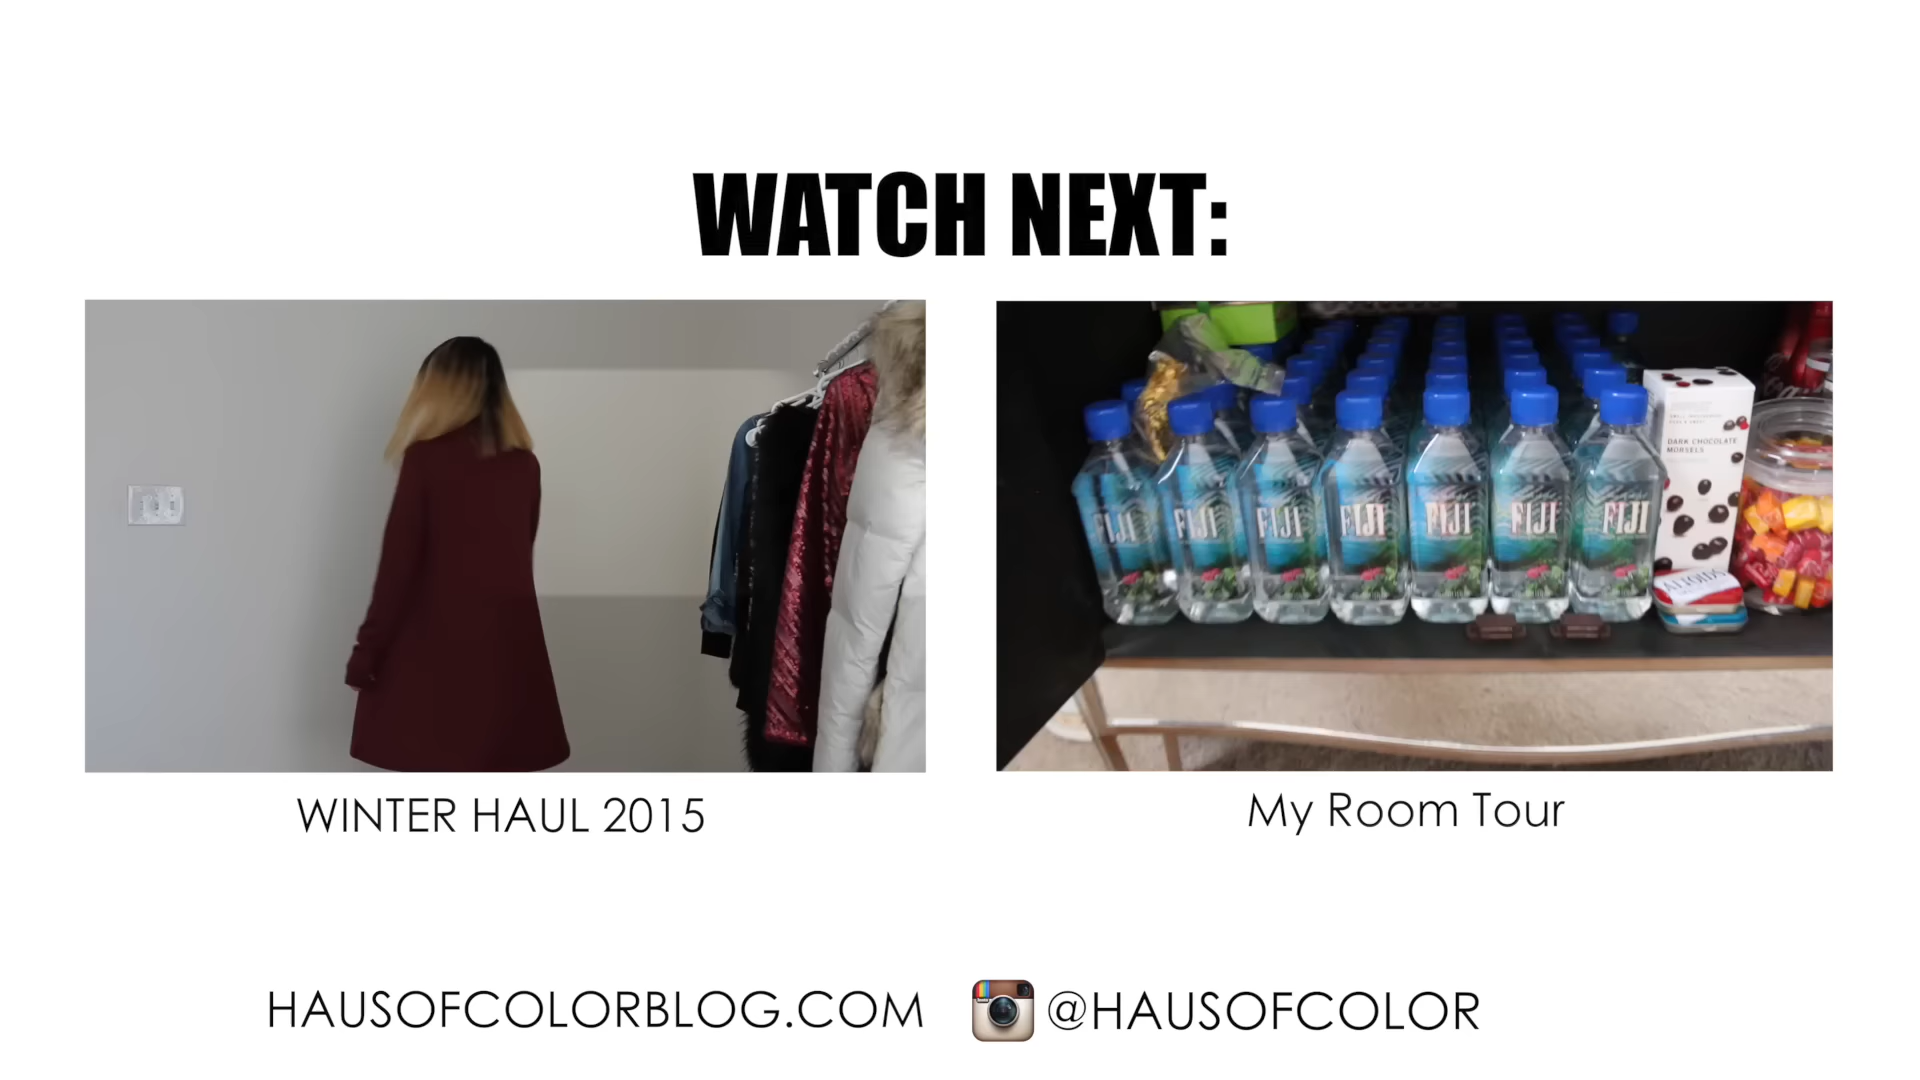 WATCH NEXT:
FIJI FIJI FIJI FIJI FIJI FIJI FIJI
DARK CHOCOLATE
MORSELS
ALTOIDS
WINTER HAUL 2015
My Room Tour
HAUSOFCOLORBLOG.COM
@HAUSOFCOLOR